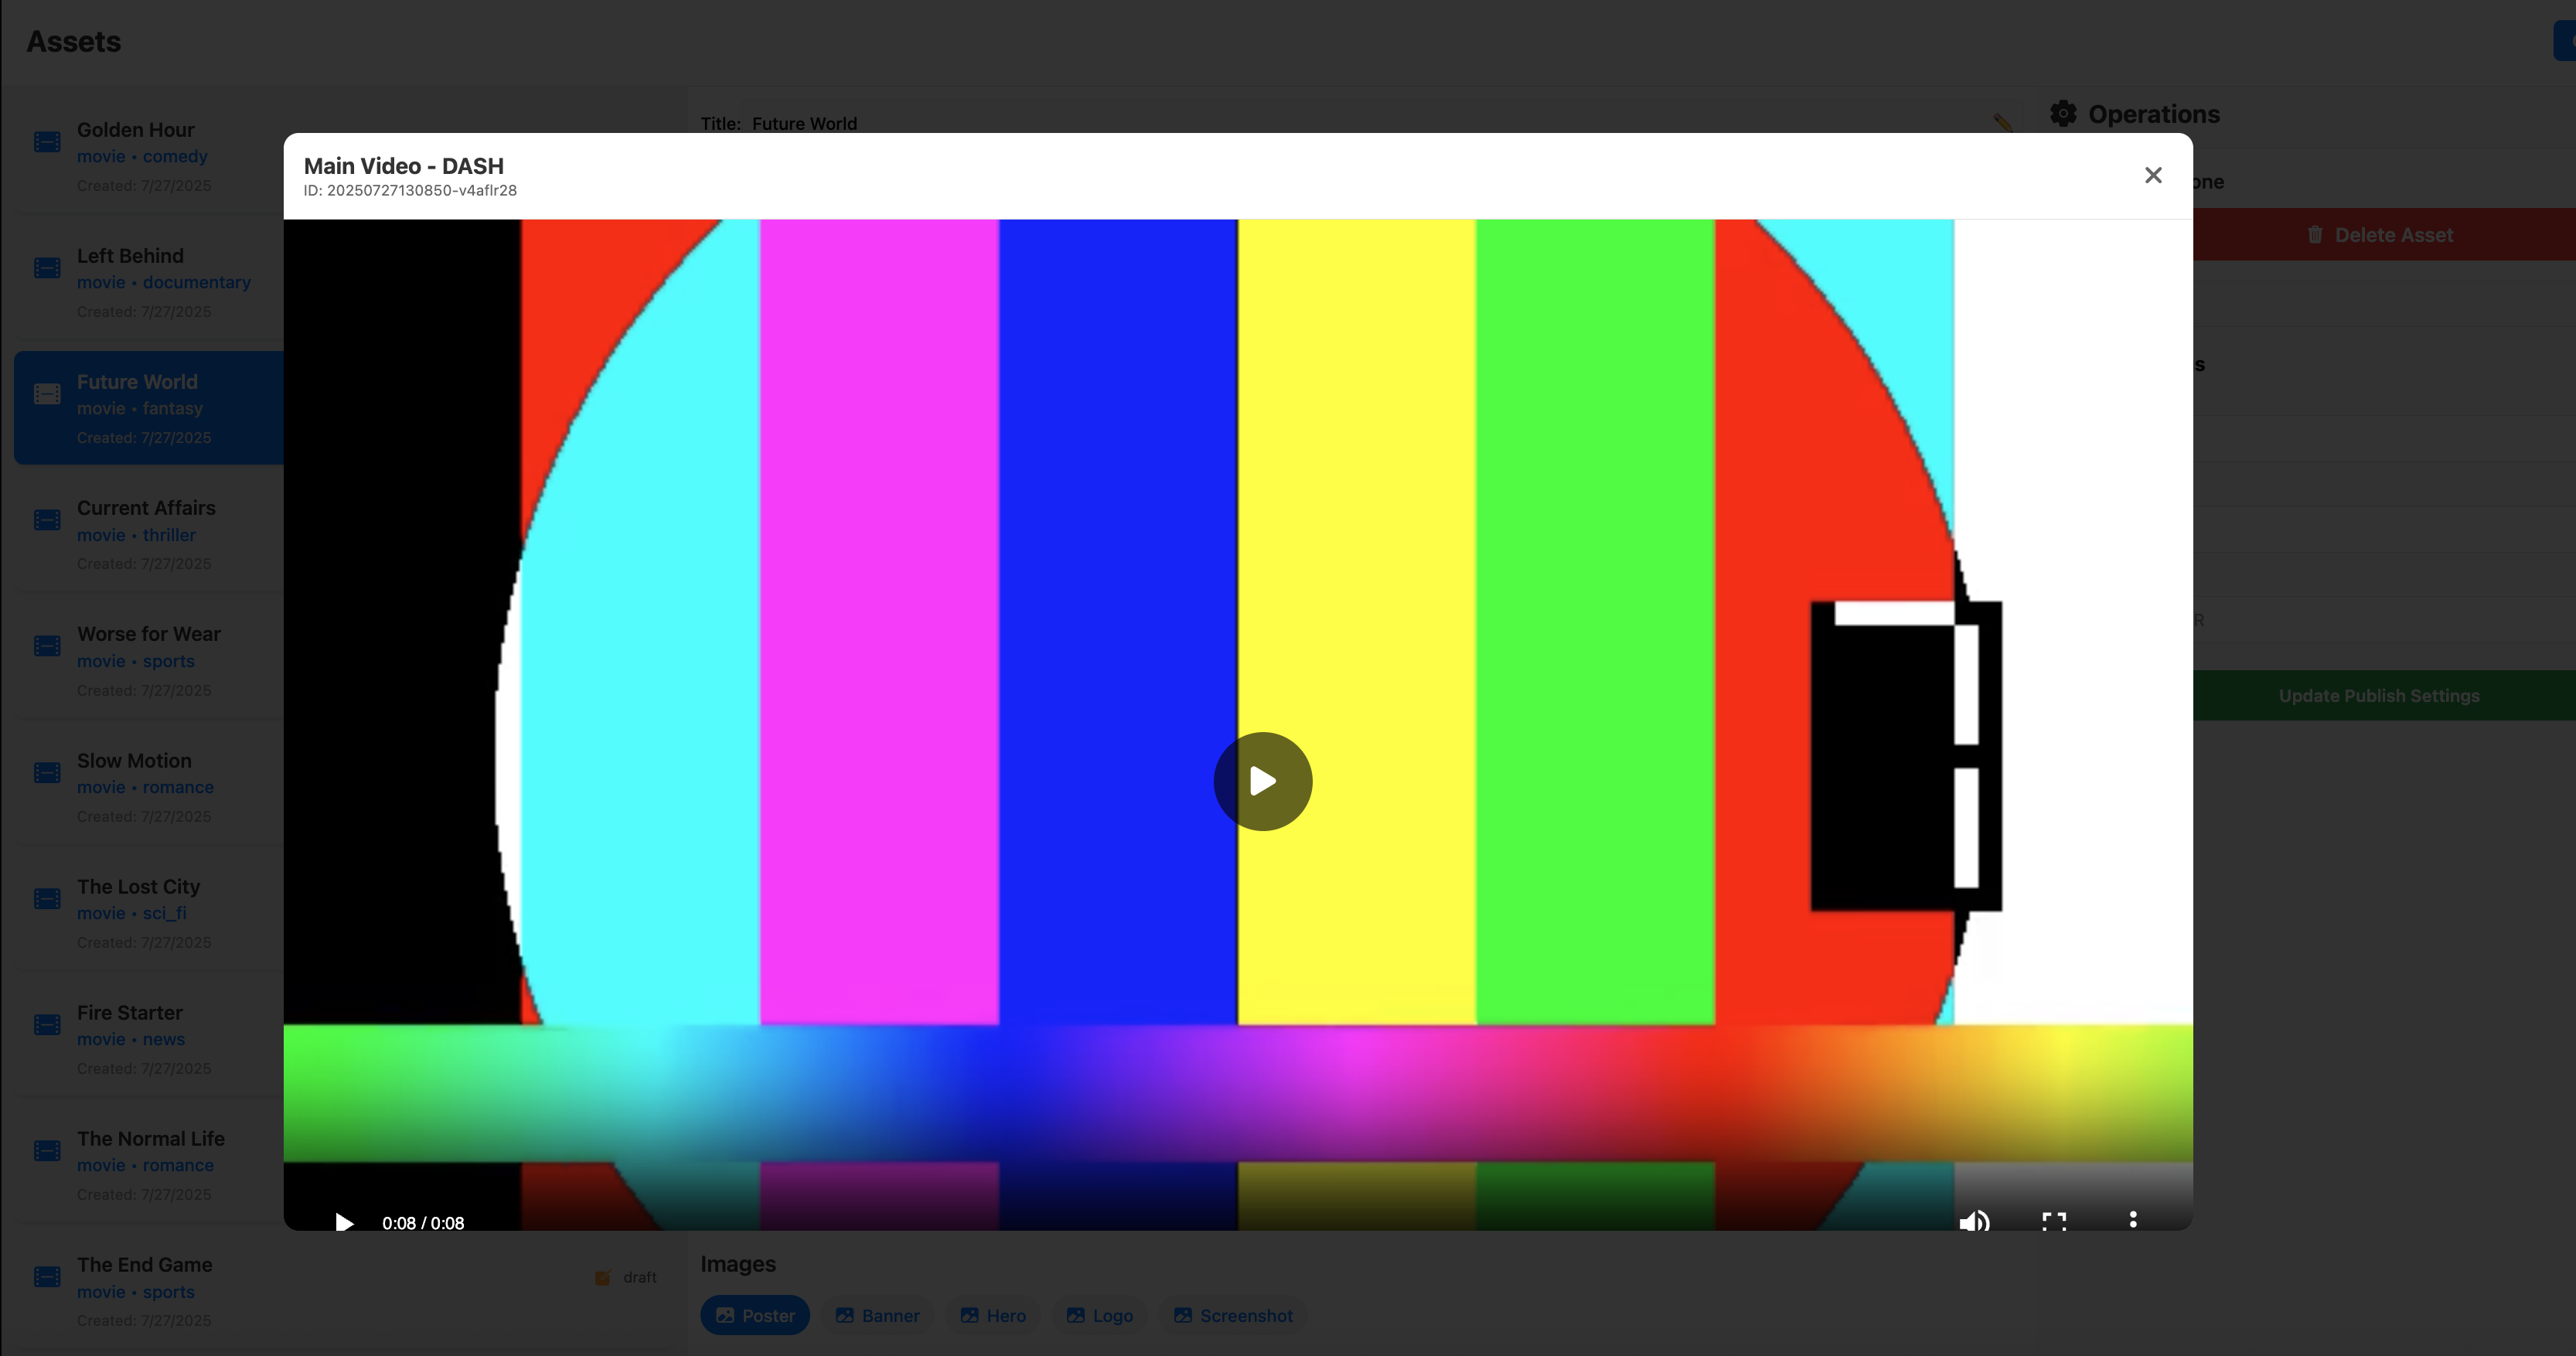 Assets
Golden Hour
movie • comedy
Created: 7/27/2025
Left Behind
movie • documentary
Created: 7/27/2025
Future World
movie • fantasy
Created: 7/27/2025
Current Affairs
movie • thriller
Created: 7/27/2025
Worse for Wear
movie • sports
Created: 7/27/2025
Slow Motion
movie • romance
Created: 7/27/2025
The Lost City
movie • sci_fi
Created: 7/27/2025
Fire Starter
movie • news
Created: 7/27/2025
The Normal Life
movie • romance
Created: 7/27/2025
The End Game
movie • sports
Created: 7/27/2025
draft
Title: Future World
Main Video - DASH
ID: 20250727130850-v4aflr28
0:08 / 0:08
Images
Poster
Banner
Hero
Logo
Screenshot
Operations
Delete Asset
Update Publish Settings